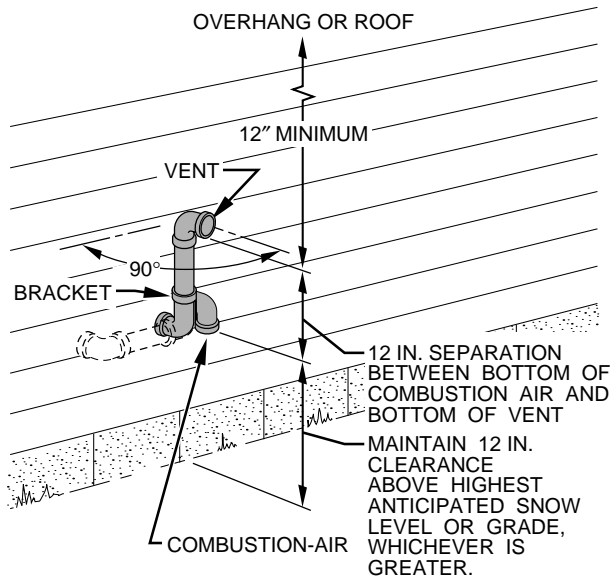 OVERHANG OR ROOF
12″ MINIMUM
VENT
90°
BRACKET
12 IN. SEPARATION
BETWEEN BOTTOM OF
COMBUSTION AIR AND
BOTTOM OF VENT
MAINTAIN 12 IN.
CLEARANCE
ABOVE HIGHEST
ANTICIPATED SNOW
LEVEL OR GRADE,
WHICHEVER IS
GREATER.
COMBUSTION-AIR